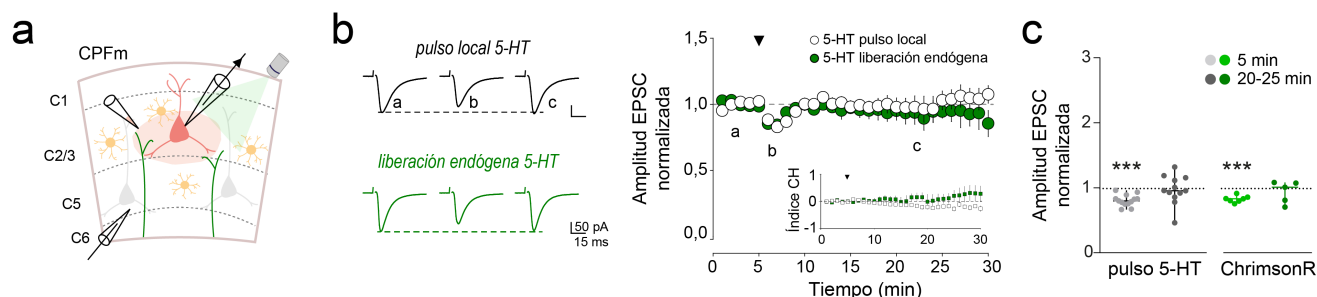 a
CPFm
C1
C2/3
C5
C6
b
pulso local 5-HT
a
b
c
liberación endógena 5-HT
50 pA
15 ms
Amplitud EPSC
normalizada
1,5
1,0
0,5
0,0
5-HT pulso local
5-HT liberación endógena
a
b
c
Índice CH
1
0
-1
0
10
20
30
0
5
10
15
20
25
30
Tiempo (min)
c
5 min
20-25 min
Amplitud EPSC
normalizada
3
2
1
0
***
***
pulso 5-HT
ChrimsonR